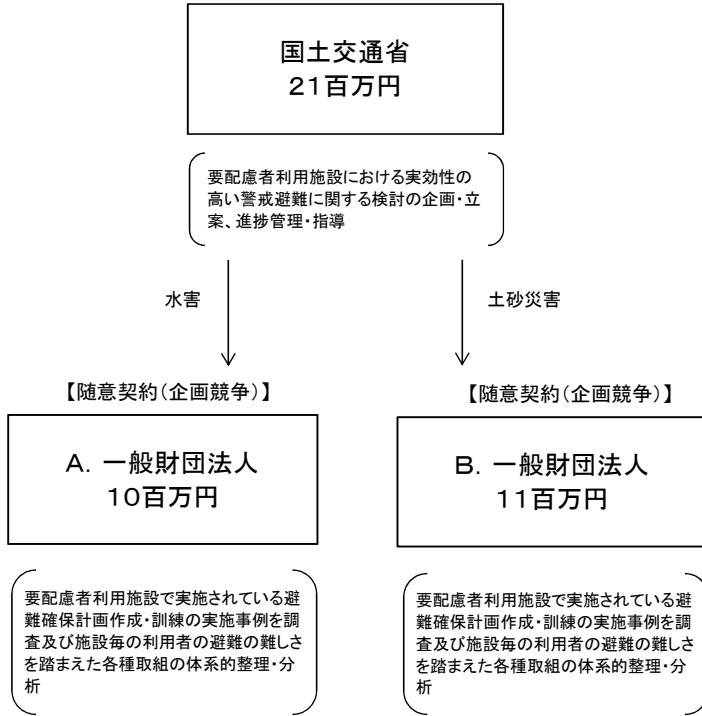 国土交通省
21百万円
要配慮者利用施設における実効性の
高い警戒避難に関する検討の企画・立
案、進捗管理・指導
水害
土砂災害
【随意契約(企画競争)】
【随意契約(企画競争)】
A. 一般財団法人
10百万円
B. 一般財団法人
11百万円
要配慮者利用施設で実施されている避
難確保計画作成・訓練の実施事例を調
査及び施設毎の利用者の避難の難しさ
を踏まえた各種取組の体系的整理・分
析
要配慮者利用施設で実施されている避
難確保計画作成・訓練の実施事例を調
査及び施設毎の利用者の避難の難しさ
を踏まえた各種取組の体系的整理・分
析